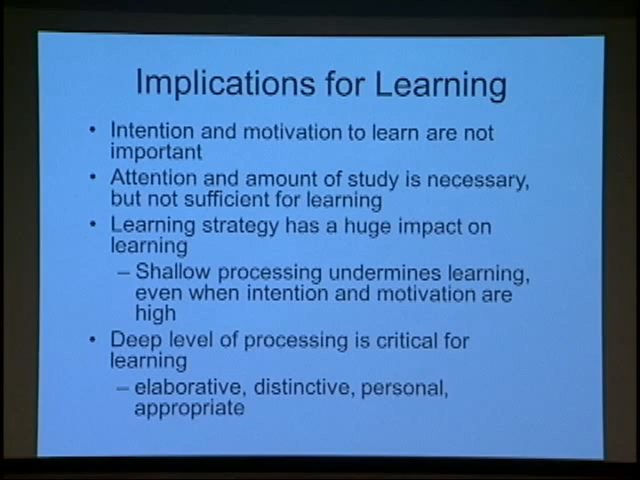 Implications for Learning
• Intention and motivation to learn are not
important
• Attention and amount of study is necessary,
but not sufficient for learning
• Learning strategy has a huge impact on
learning
– Shallow processing undermines learning,
even when intention and motivation are
high
• Deep level of processing is critical for
learning
– elaborative, distinctive, personal,
appropriate